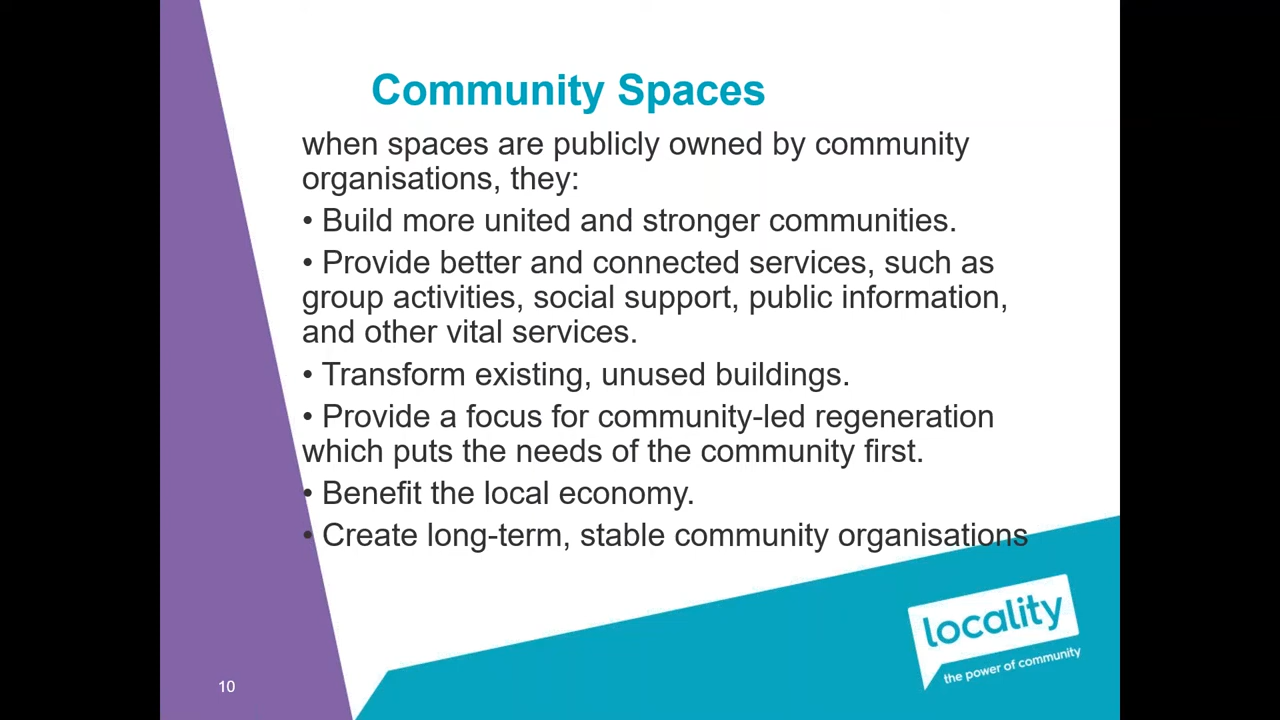 Community Spaces
when spaces are publicly owned by community
organisations, they:
• Build more united and stronger communities.
• Provide better and connected services, such as
group activities, social support, public information,
and other vital services.
• Transform existing, unused buildings.
• Provide a focus for community-led regeneration
which puts the needs of the community first.
• Benefit the local economy.
• Create long-term, stable community organisations
locality
the power of community
10